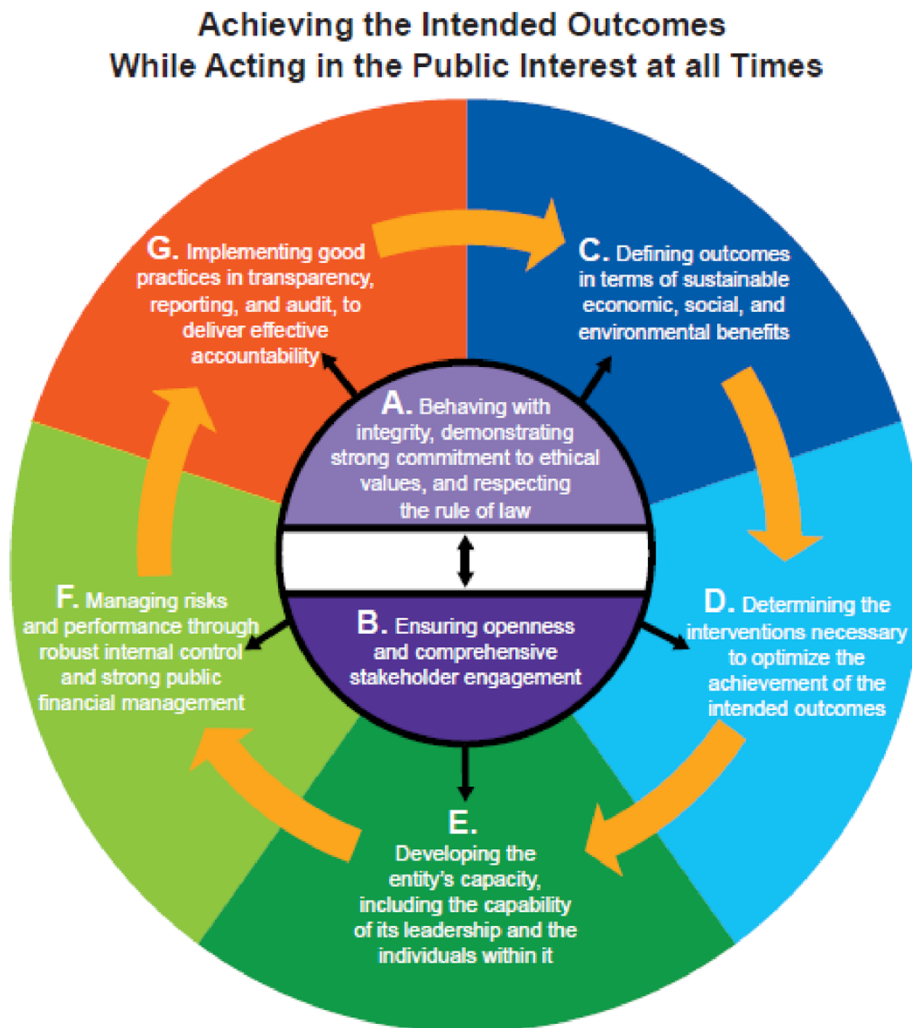 Achieving the Intended Outcomes
While Acting in the Public Interest at all Times
A. Behaving with
integrity, demonstrating
strong commitment to ethical
values, and respecting
the rule of law
B. Ensuring openness
and comprehensive
stakeholder engagement
C. Defining outcomes
in terms of sustainable
economic, social, and
environmental benefits
D. Determining the
interventions necessary
to optimize the
achievement of the
intended outcomes
E.
Developing the
entity's capacity,
including the capability
of its leadership and the
individuals within it
F. Managing risks
and performance through
robust internal control
and strong public
financial management
G. Implementing good
practices in transparency,
reporting, and audit, to
deliver effective
accountability